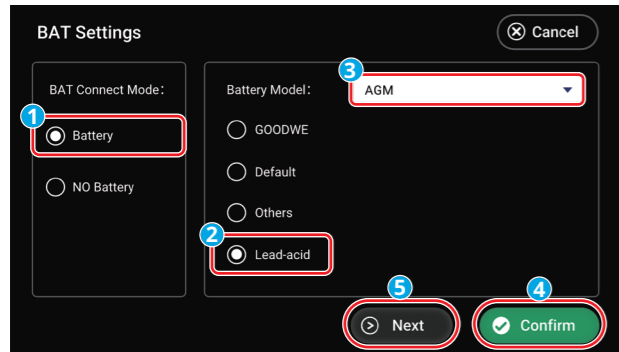 BAT Settings
Cancel
BAT Connect Mode:
1
Battery
NO Battery
Battery Model:
3
AGM
GOODWE
Default
Others
2
Lead-acid
5
Next
4
Confirm